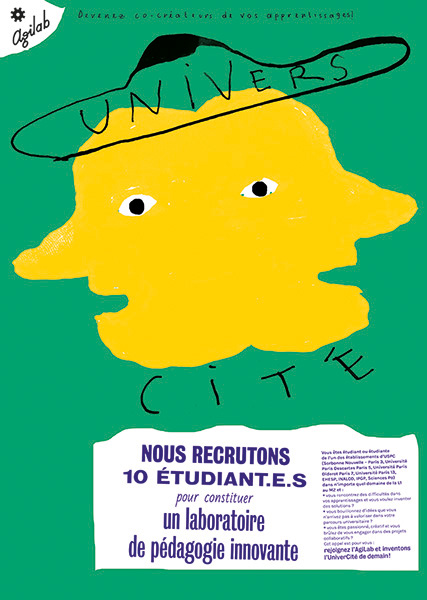 Agilab
Devenez co-créateurs de vos apprentissages!
UNIVERS
CITÉ
NOUS RECRUTONS
10 ÉTUDIANT.E.S
pour constituer
un laboratoire
de pédagogie innovante
Vous êtes étudiant ou étudiante
de l'un des établissements d'USPC
(Sorbonne Nouvelle - Paris 3, Université
Paris Descartes Paris 5, Université Paris
Diderot Paris 7, Université Paris 13,
EHESP, INALCO, IPGP, Sciences Po)
dans n'importe quel domaine de la L1
au M2 et :
• vous rencontrez des difficultés dans
vos apprentissages et vous voulez inventer
des solutions ?
• vous bouillonnez d'idées que vous
n'arrivez pas à valoriser dans votre
parcours universitaire ?
• vous êtes passionné, créatif et vous
brûlez de vous engager dans des projets
collaboratifs ?
Cet appel est pour vous :
rejoignez l'AgiLab et inventons
l'UniverCité de demain !